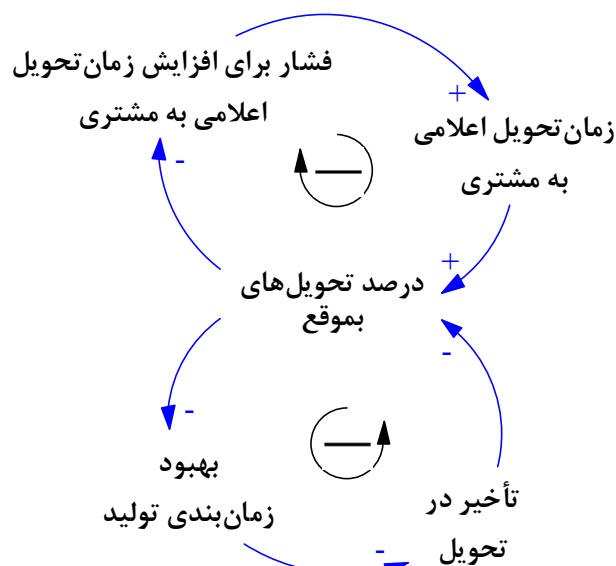 فشار برای افزایش زمان‌تحویل
اعلامی به مشتری
+
زمان‌تحویل اعلامی
به مشتری
-
+
درصد تحویل‌های
بموقع
-
-
بهبود
زمان‌بندی تولید
تأخیر در
تحویل
-